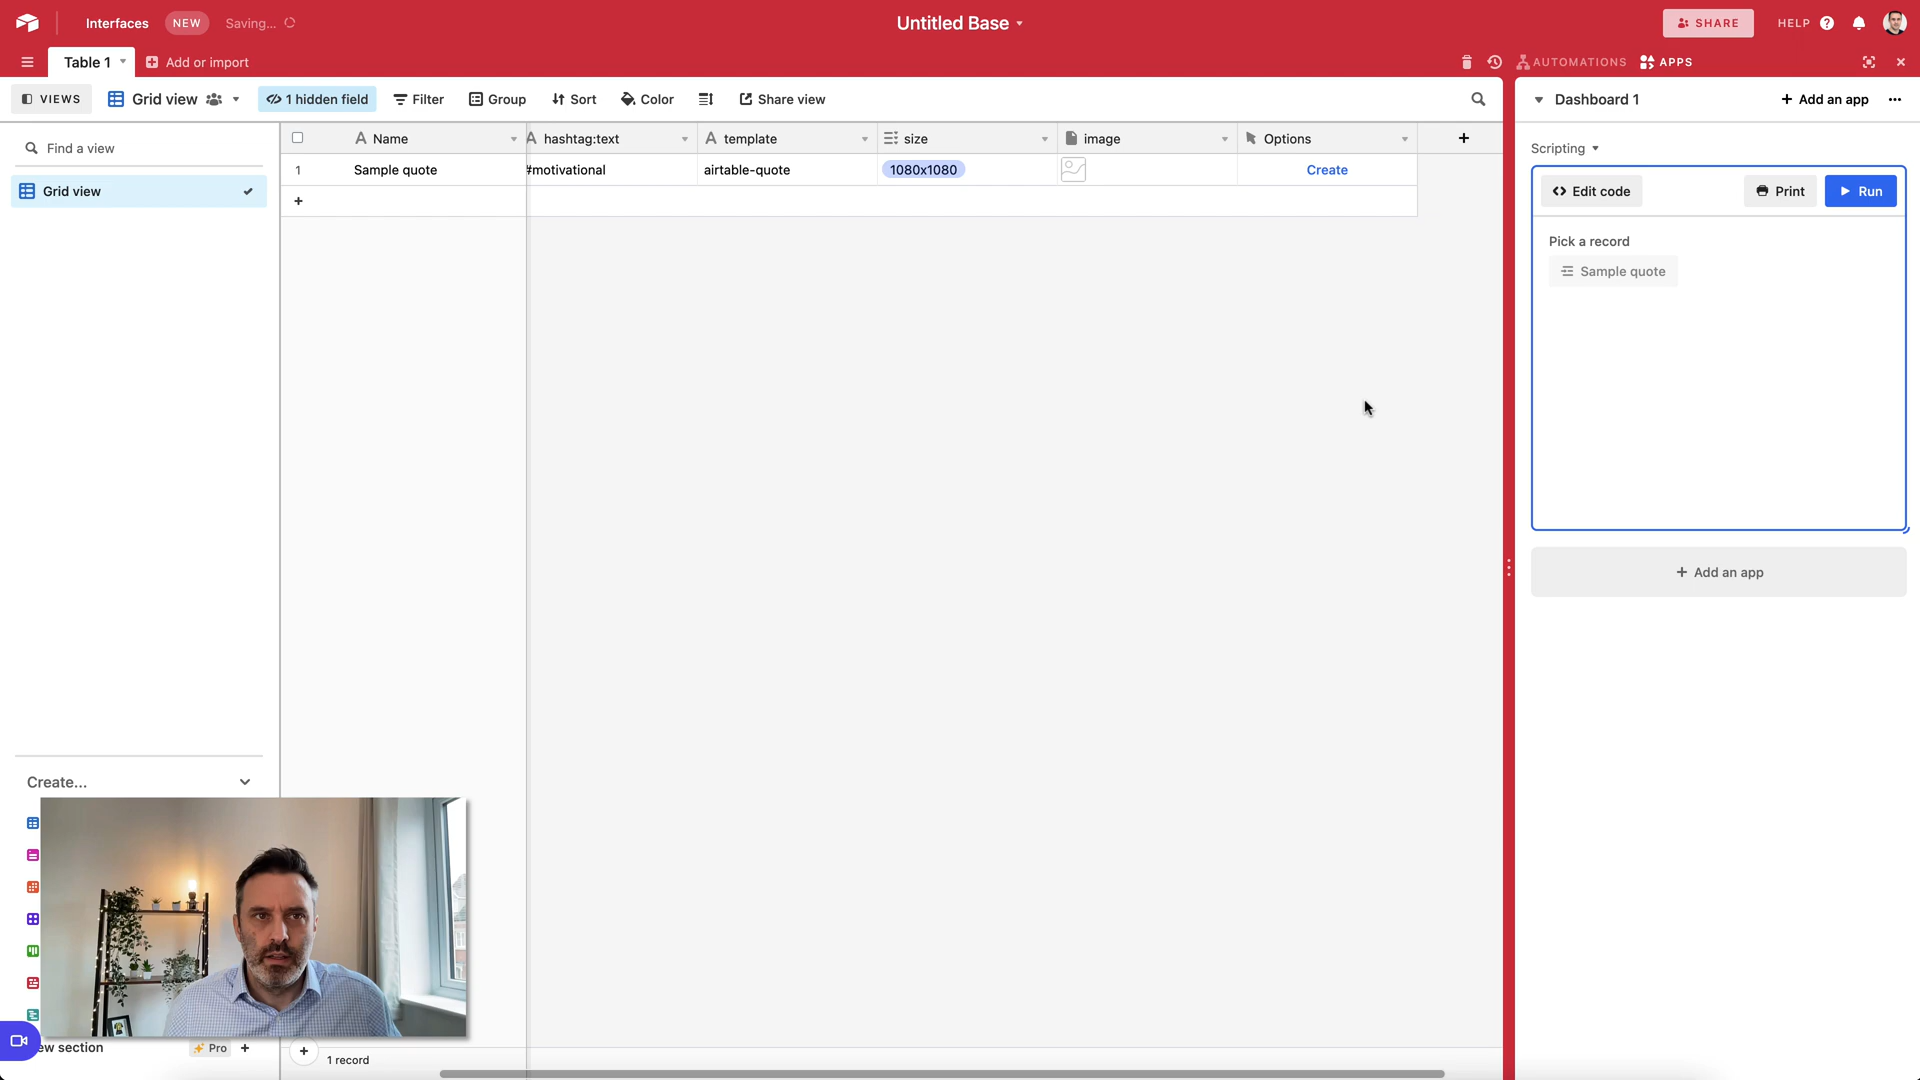 Interfaces NEW Saving... Untitled Base SHARE HELP ?
Table 1 Add or import AUTOMATIONS APPS
VIEWS Grid view 1 hidden field Filter Group Sort Color Share view Dashboard 1 Add an app
Find a view
Name hashtag:text template size image Options
Scripting
1 Sample quote #motivational airtable-quote 1080x1080 Create
Grid view
Edit code Print Run
Pick a record
Sample quote
Add an app
Create...
ew section Pro
1 record